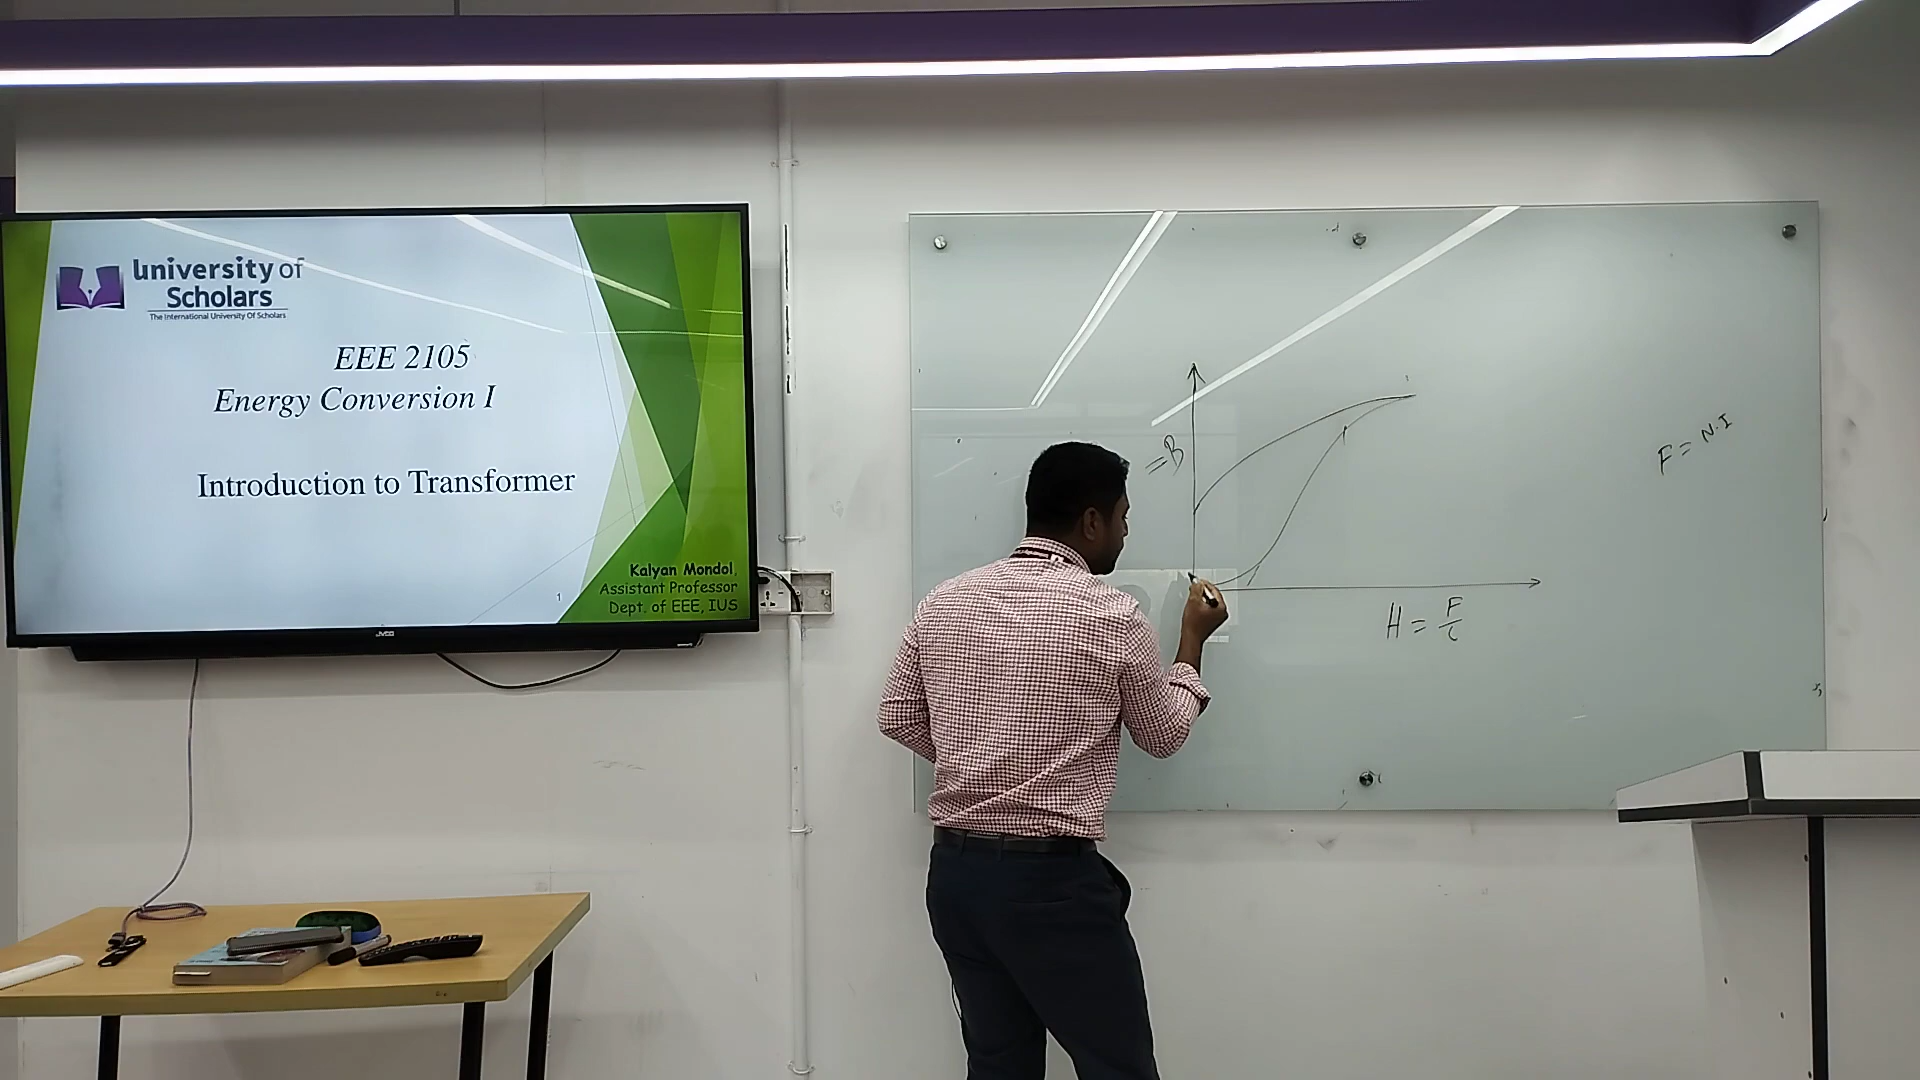 University of
Scholars
The International University Of Scholars
EEE 2105
Energy Conversion I
Introduction to Transformer
Kalyan Mondol,
Assistant Professor
Dept. of EEE, IUS
1
JVCO
= B
F = N.I
H = F/l